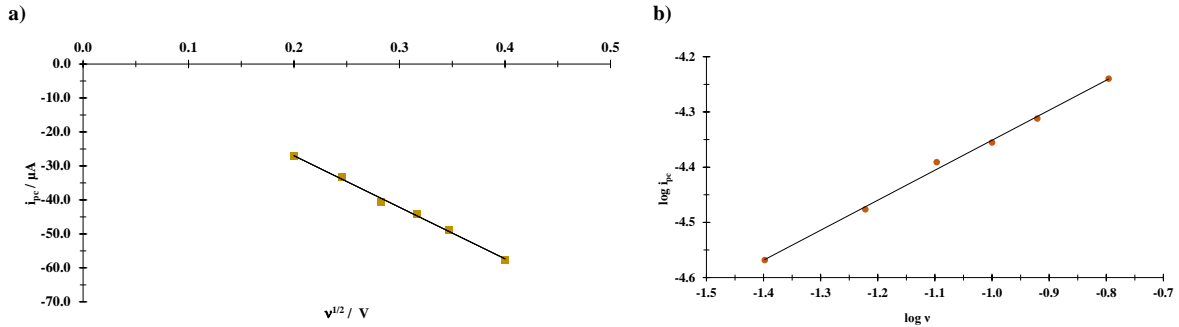 a)
0.0 0.1 0.2 0.3 0.4 0.5
0.0
-10.0
-20.0
-30.0
-40.0
-50.0
-60.0
-70.0
i_pc / µA
ν^1/2 / V
b)
-4.2
-4.3
-4.4
-4.5
-4.6
log i_pc
-1.5 -1.4 -1.3 -1.2 -1.1 -1.0 -0.9 -0.8 -0.7
log ν